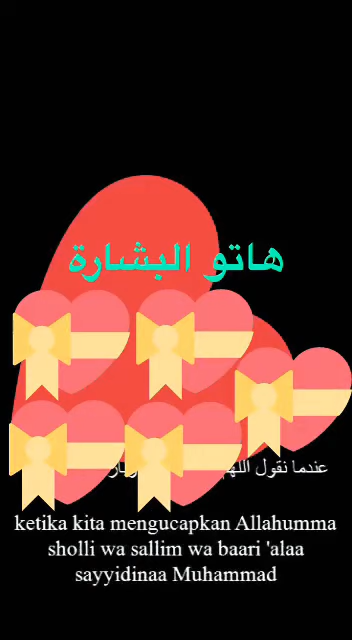 هاتو البشارة
عندما نقول اللهم
ketika kita mengucapkan Allahumma
sholli wa sallim wa baari 'alaa
sayyidinaa Muhammad